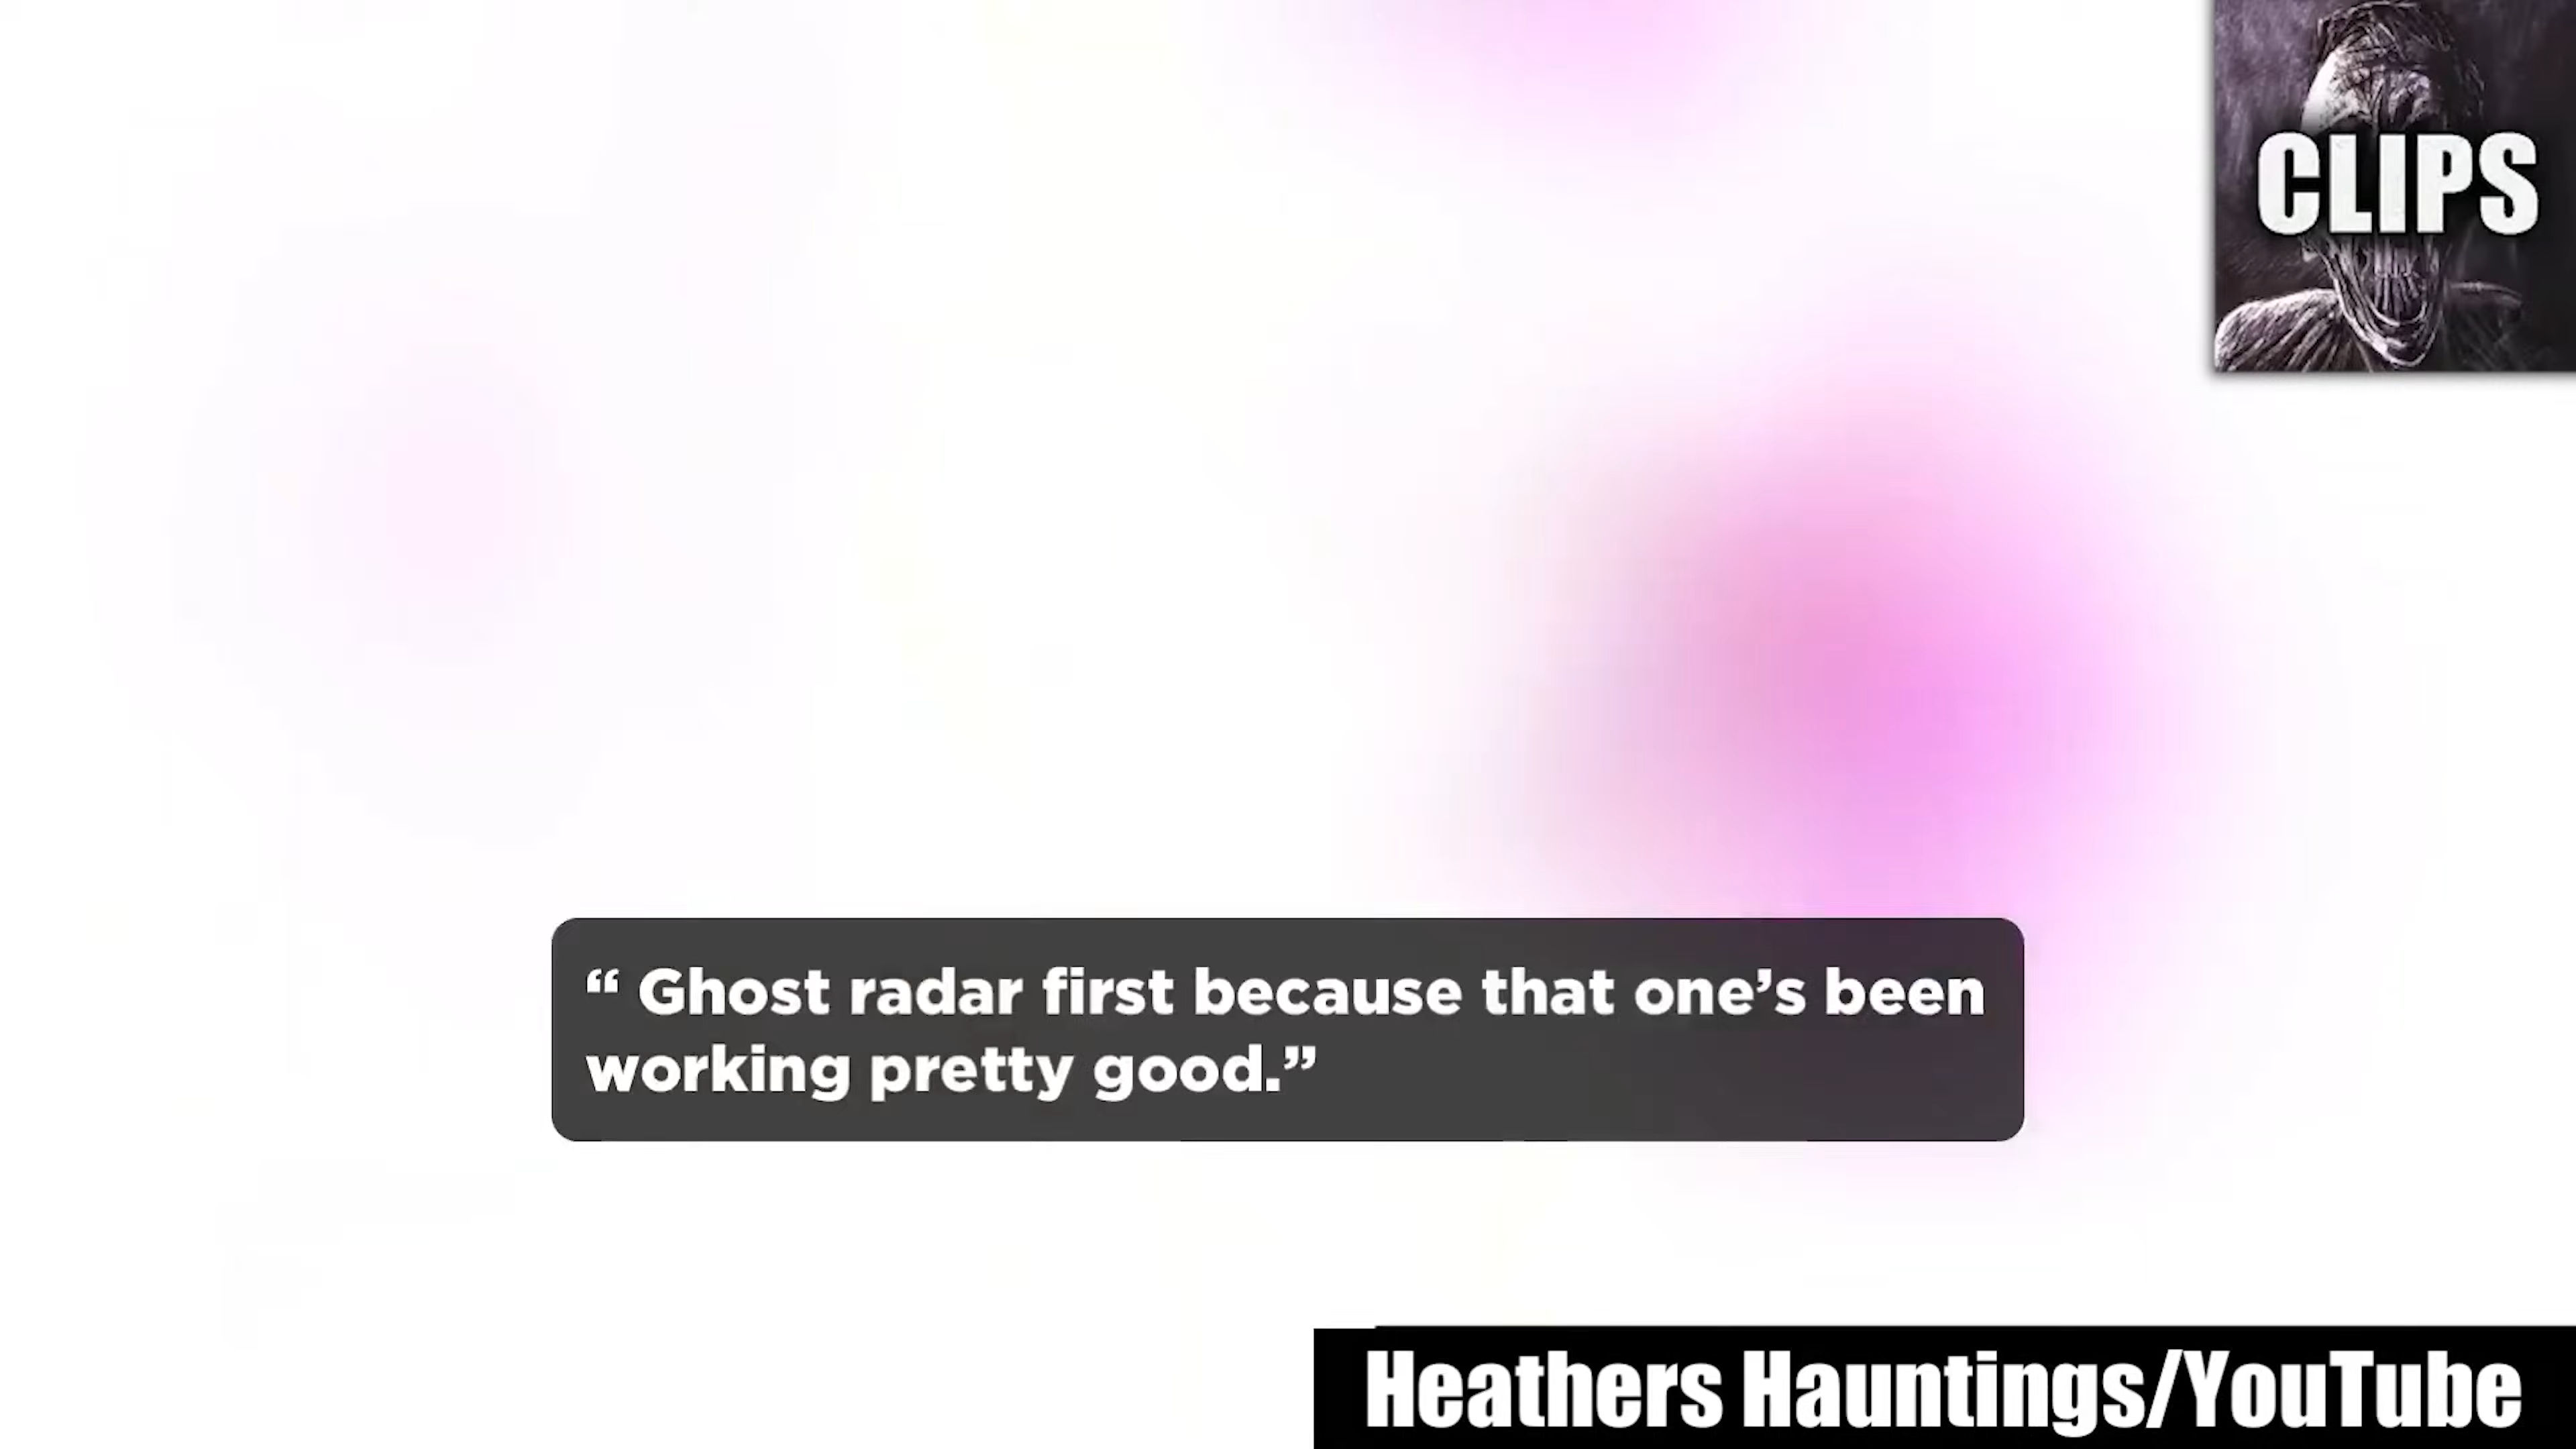 CLIPS
“ Ghost radar first because that one’s been
working pretty good.”
Heathers Hauntings/YouTube